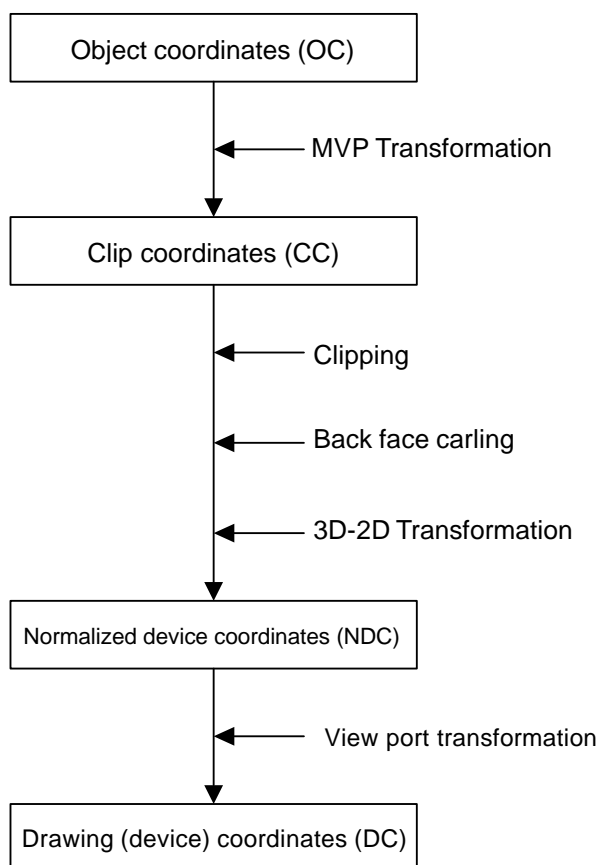 Object coordinates (OC)
MVP Transformation
Clip coordinates (CC)
Clipping
Back face carling
3D-2D Transformation
Normalized device coordinates (NDC)
View port transformation
Drawing (device) coordinates (DC)